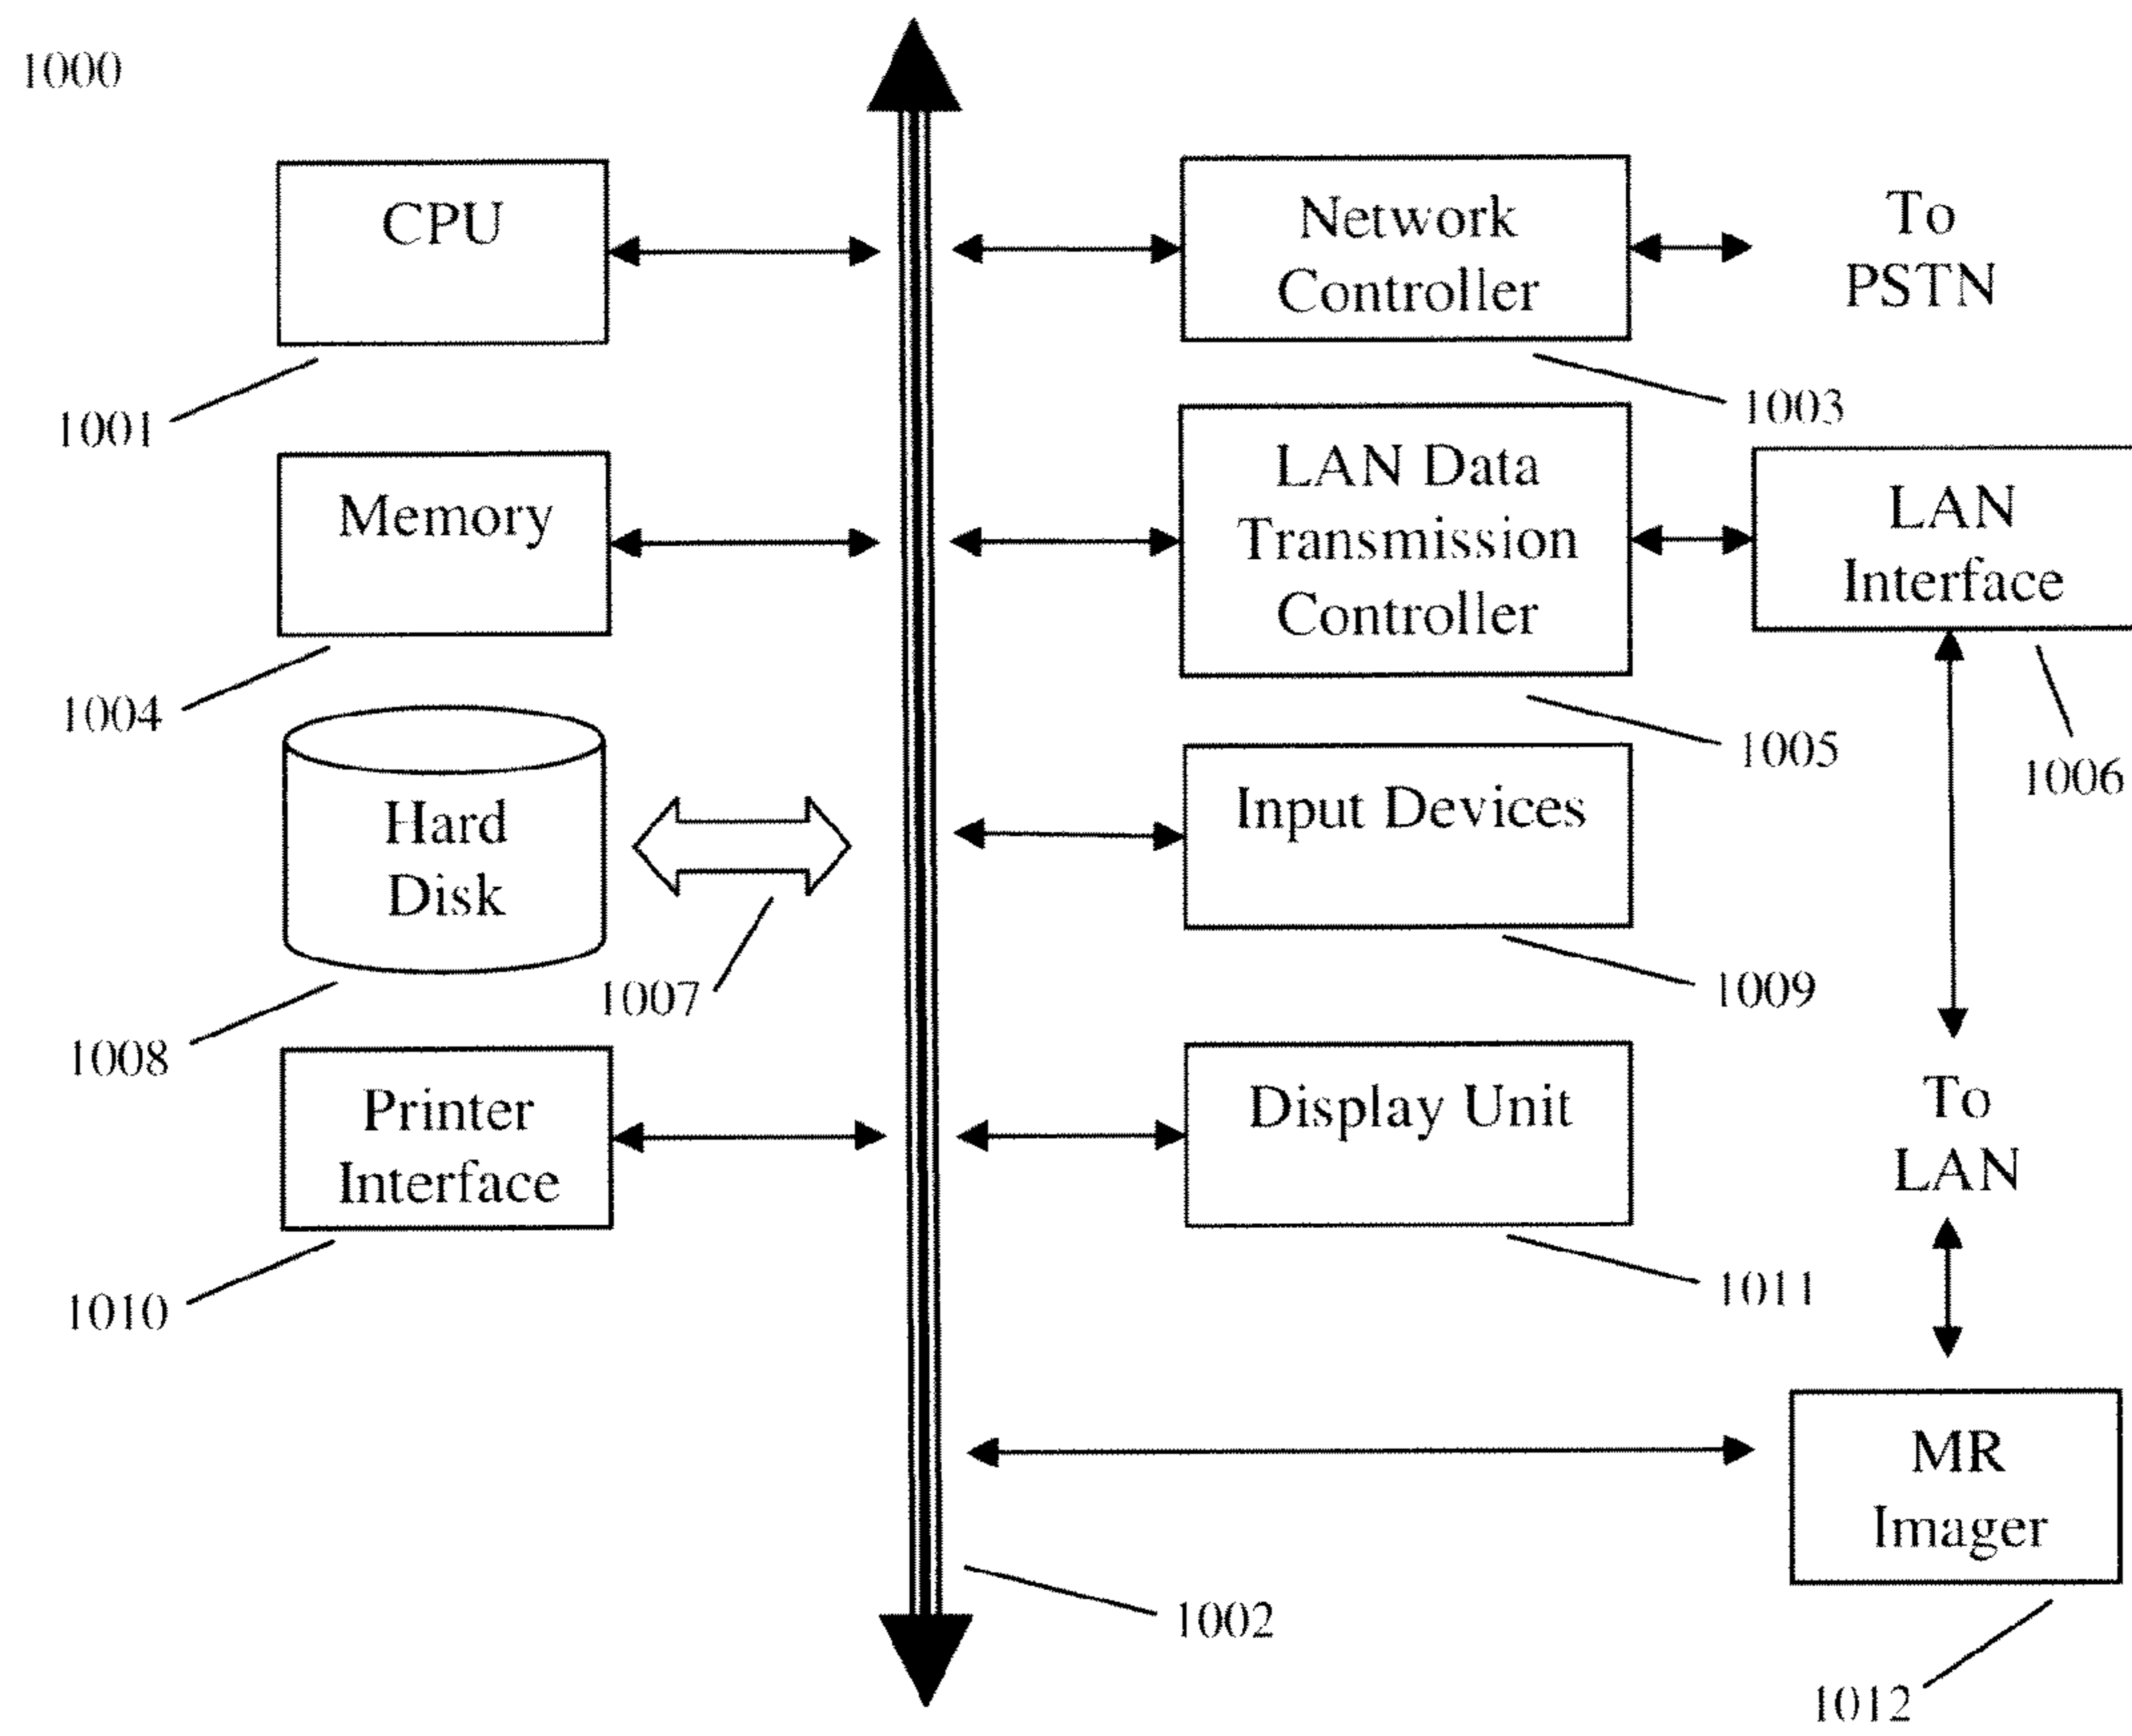 1000
CPU
1001
Network
Controller
To
PSTN
1003
Memory
1004
LAN Data
Transmission
Controller
1005
LAN
Interface
1006
Hard
Disk
1007
1008
Input Devices
1009
Printer
Interface
1010
Display Unit
1011
To
LAN
MR
Imager
1002
1012